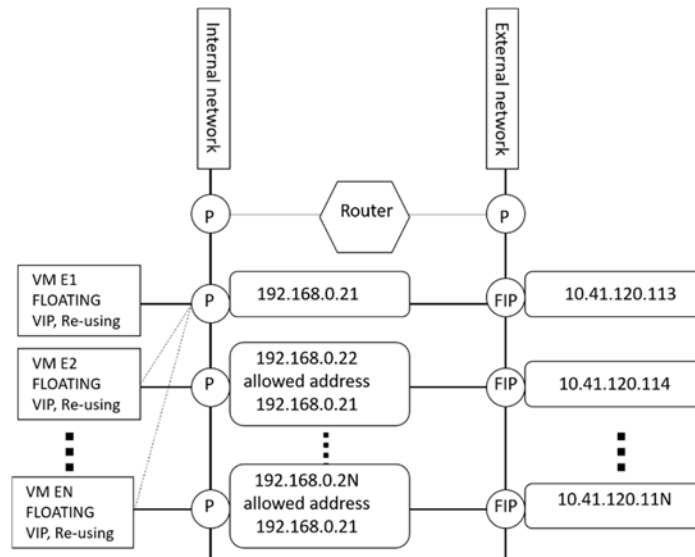 Internal network
External network
P
Router
P
VM E1
FLOATING
VIP, Re-using
P
192.168.0.21
FIP
10.41.120.113
VM E2
FLOATING
VIP, Re-using
P
192.168.0.22
allowed address
192.168.0.21
FIP
10.41.120.114
VM EN
FLOATING
VIP, Re-using
P
192.168.0.2N
allowed address
192.168.0.21
FIP
10.41.120.11N